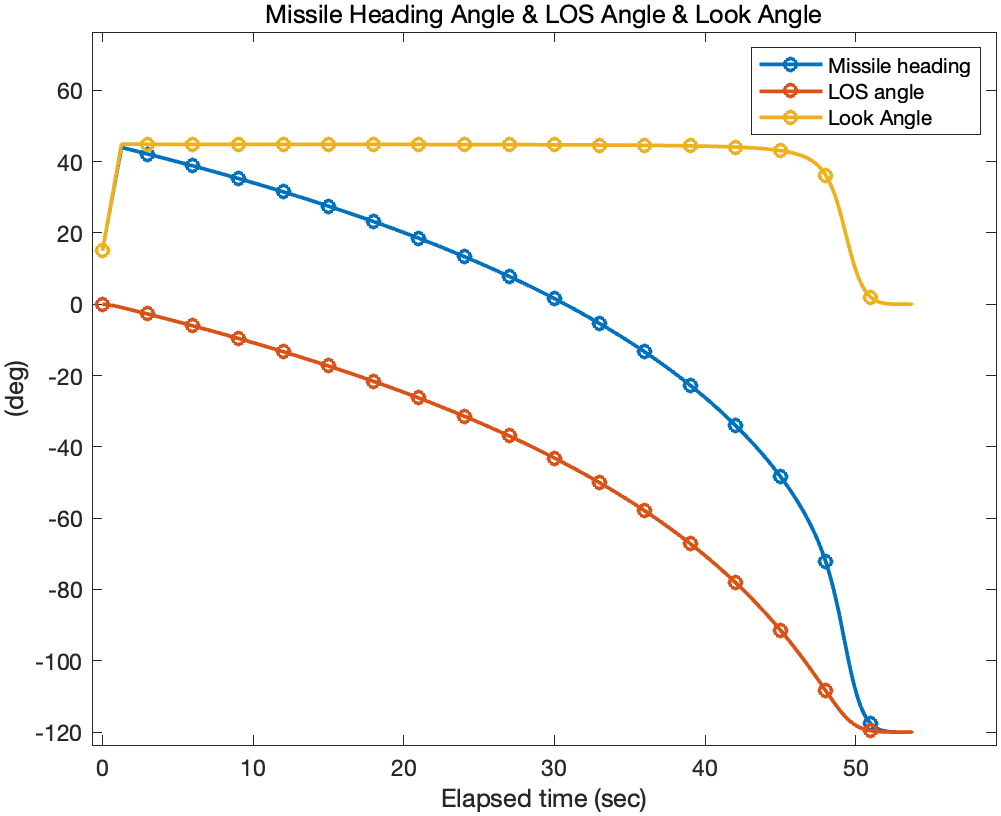 Missile Heading Angle & LOS Angle & Look Angle
Missile heading
LOS angle
Look Angle
60
40
20
0
-20
-40
-60
-80
-100
-120
(deg)
0 10 20 30 40 50
Elapsed time (sec)